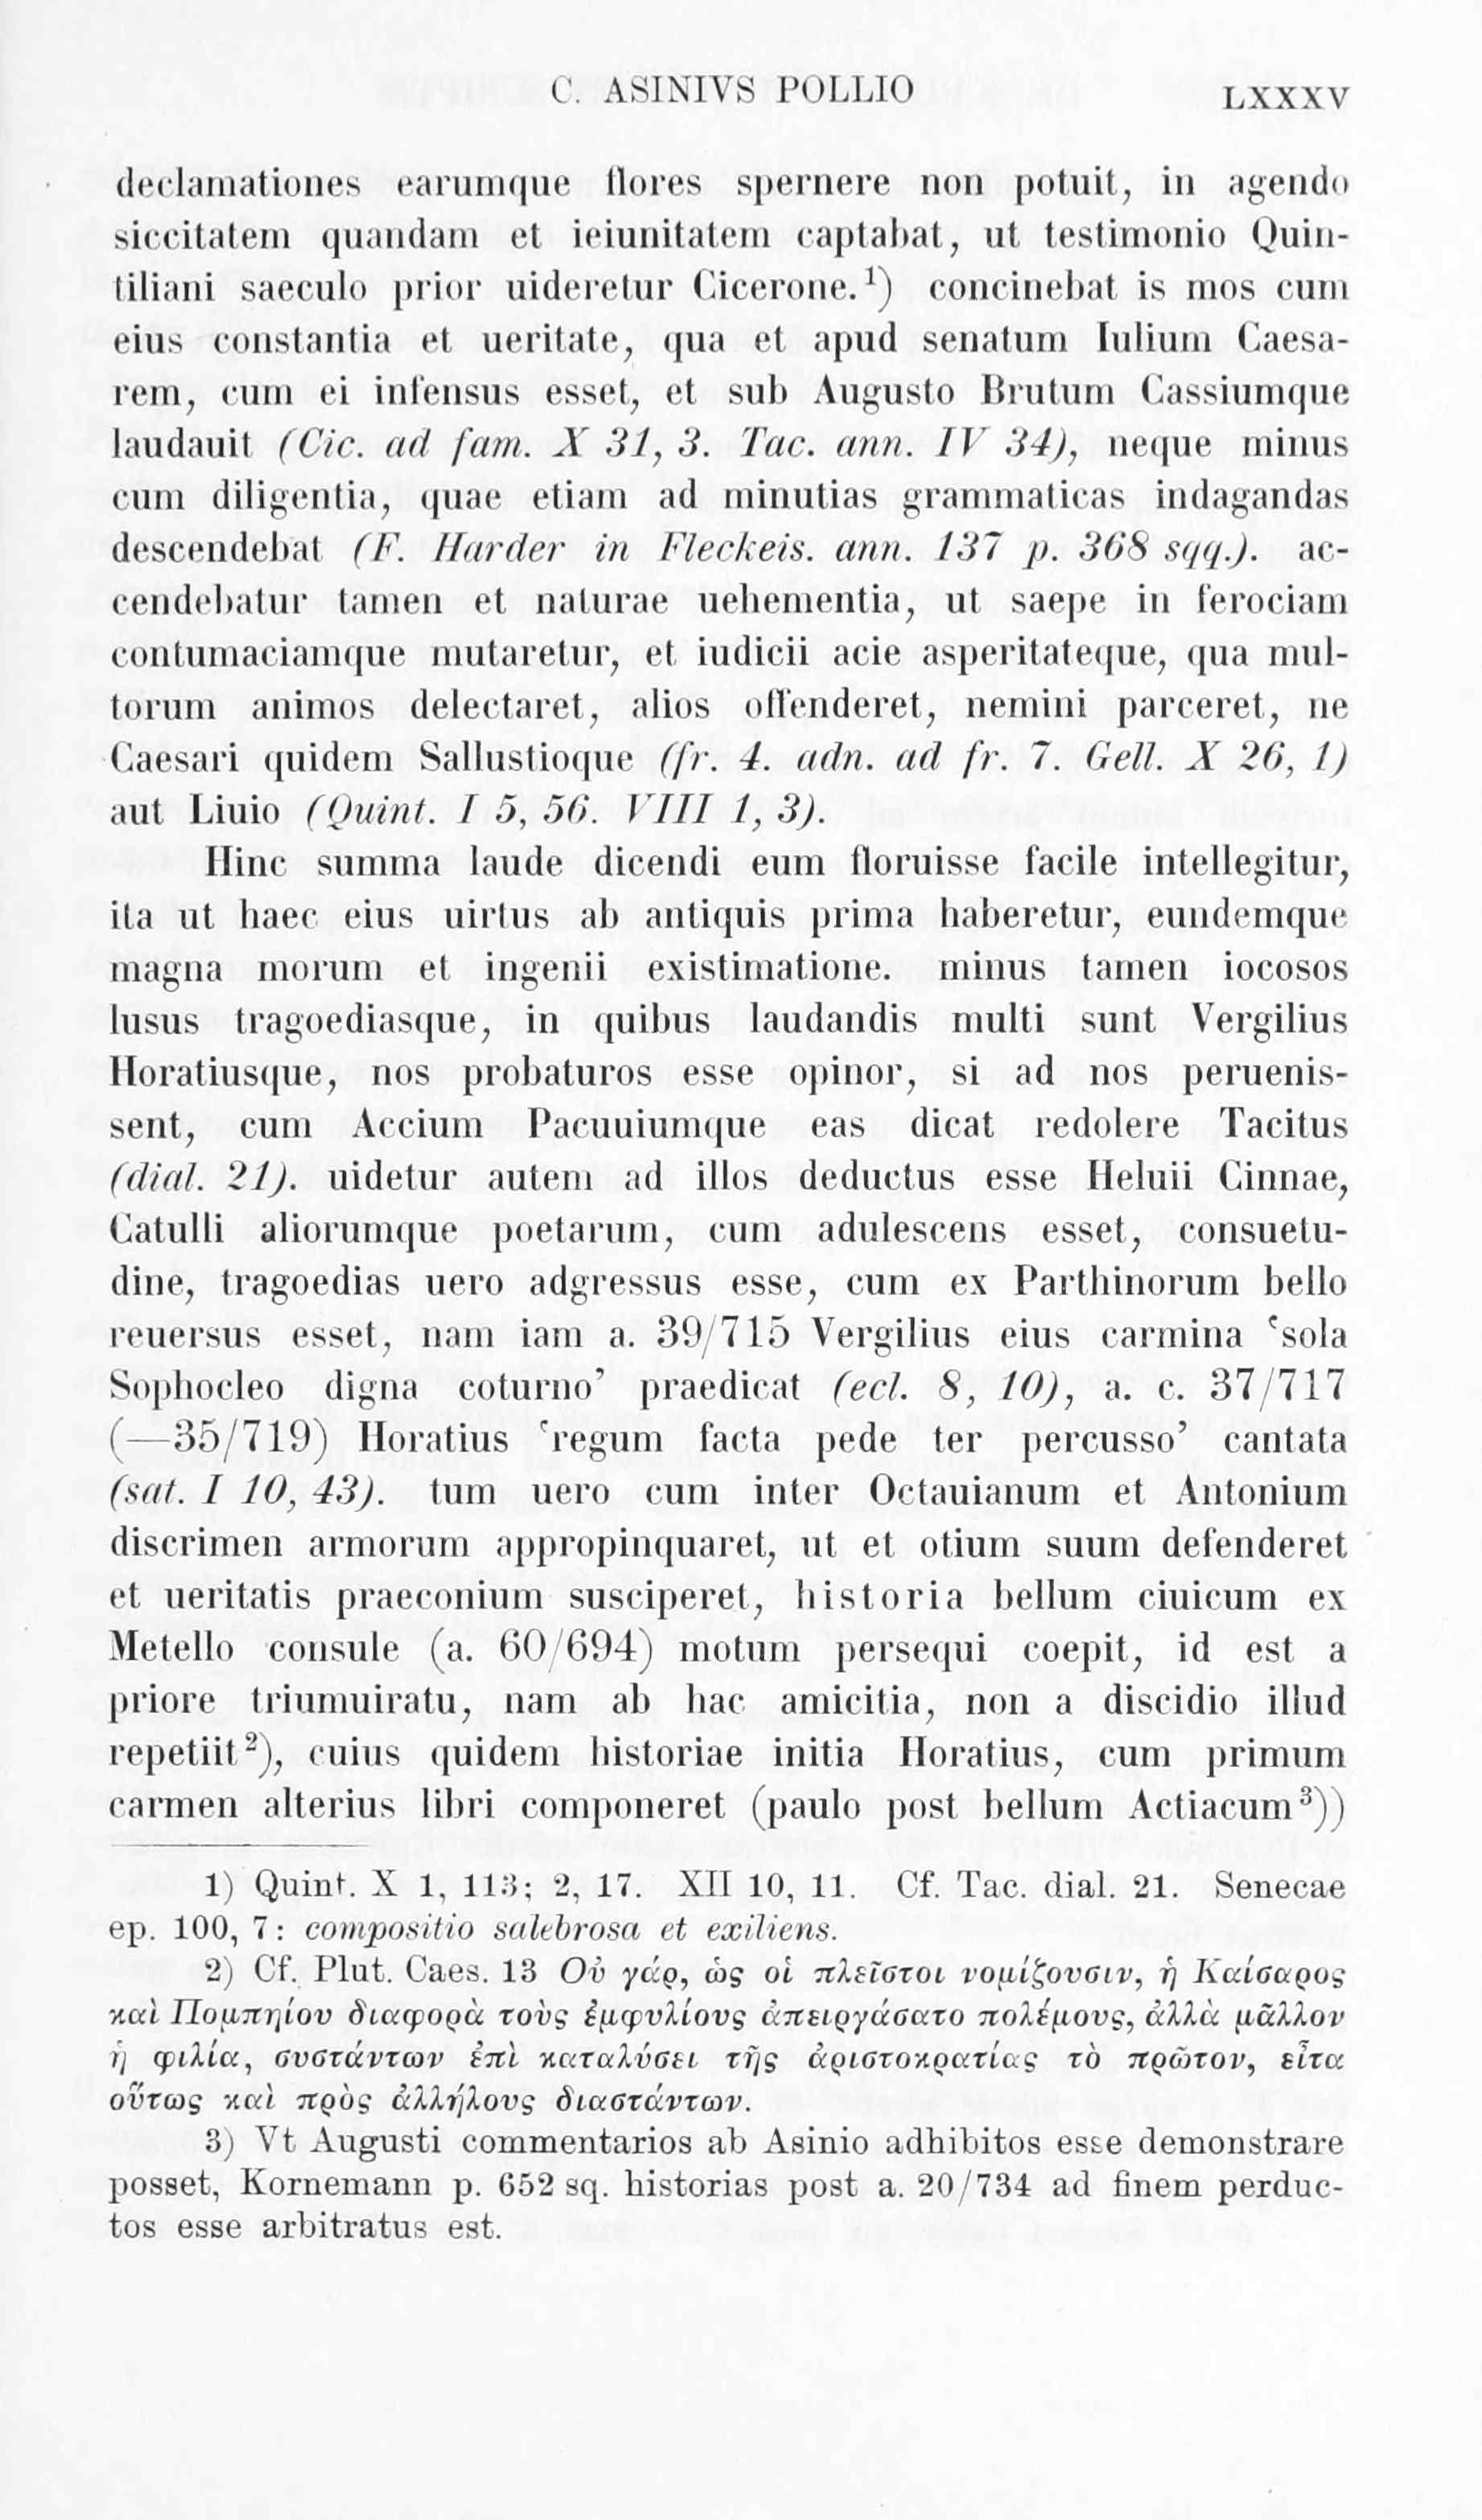 C. ASINIVS POLLIO LXXXV
declamationes earumque flores spernere non potuit, in agendo
siccitatem quandam et ieiunitatem captabat, ut testimonio Quin-
tiliani saeculo prior uideretur Cicerone.¹) concinebat is mos cum
eius constantia et ueritate, qua et apud senatum Iulium Caesa-
rem, cum ei infensus esset, et sub Augusto Brutum Cassiumque
laudauit (Cic. ad fam. X 31, 3. Tac. ann. IV 34), neque minus
cum diligentia, quae etiam ad minutias grammaticas indagandas
descendebat (F. Harder in Fleckeis. ann. 137 p. 368 sqq.). ac-
cendebatur tamen et naturae uehementia, ut saepe in ferociam
contumaciamque mutaretur, et iudicii acie asperitateque, qua mul-
torum animos delectaret, alios offenderet, nemini parceret, ne
Caesari quidem Sallustioque (fr. 4. adn. ad fr. 7. Gell. X 26, 1)
aut Liuio (Quint. I 5, 56. VIII 1, 3).
Hinc summa laude dicendi eum floruisse facile intellegitur,
ita ut haec eius uirtus ab antiquis prima haberetur, eundemque
magna morum et ingenii existimatione. minus tamen iocosos
lusus tragoediasque, in quibus laudandis multi sunt Vergilius
Horatiusque, nos probaturos esse opinor, si ad nos peruenis-
sent, cum Accium Pacuuiumque eas dicat redolere Tacitus
(dial. 21). uidetur autem ad illos deductus esse Heluii Cinnae,
Catulli aliorumque poetarum, cum adulescens esset, consuetu-
dine, tragoedias uero adgressus esse, cum ex Parthinorum bello
reuersus esset, nam iam a. 39/715 Vergilius eius carmina ‘sola
Sophocleo digna coturno’ praedicat (ecl. 8, 10), a. c. 37/717
(—35/719) Horatius ‘regum facta pede ter percusso’ cantata
(sat. I 10, 43). tum uero cum inter Octauianum et Antonium
discrimen armorum appropinquaret, ut et otium suum defenderet
et ueritatis praeconium susciperet, historia bellum ciuicum ex
Metello consule (a. 60/694) motum persequi coepit, id est a
priore triumuiratu, nam ab hac amicitia, non a discidio illud
repetiit²), cuius quidem historiae initia Horatius, cum primum
carmen alterius libri componeret (paulo post bellum Actiacum³))
1) Quint. X 1, 113; 2, 17. XII 10, 11. Cf. Tac. dial. 21. Senecae
ep. 100, 7: compositio salebrosa et exiliens.
2) Cf. Plut. Caes. 13 Οὐ γάρ, ὡς οἱ πλεῖστοι νομίζουσιν, ἡ Καίσαρος
καὶ Πομπηίου διαφορὰ τοὺς ἐμφυλίους ἀπειργάσατο πολέμους, ἀλλὰ μᾶλλον
ἡ φιλία, συστάντων ἐπὶ καταλύσει τῆς ἀριστοκρατίας τὸ πρῶτον, εἶτα
οὕτως καὶ πρὸς ἀλλήλους διαστάντων.
3) Vt Augusti commentarios ab Asinio adhibitos esse demonstrare
posset, Kornemann p. 652 sq. historias post a. 20/734 ad finem perduc-
tos esse arbitratus est.